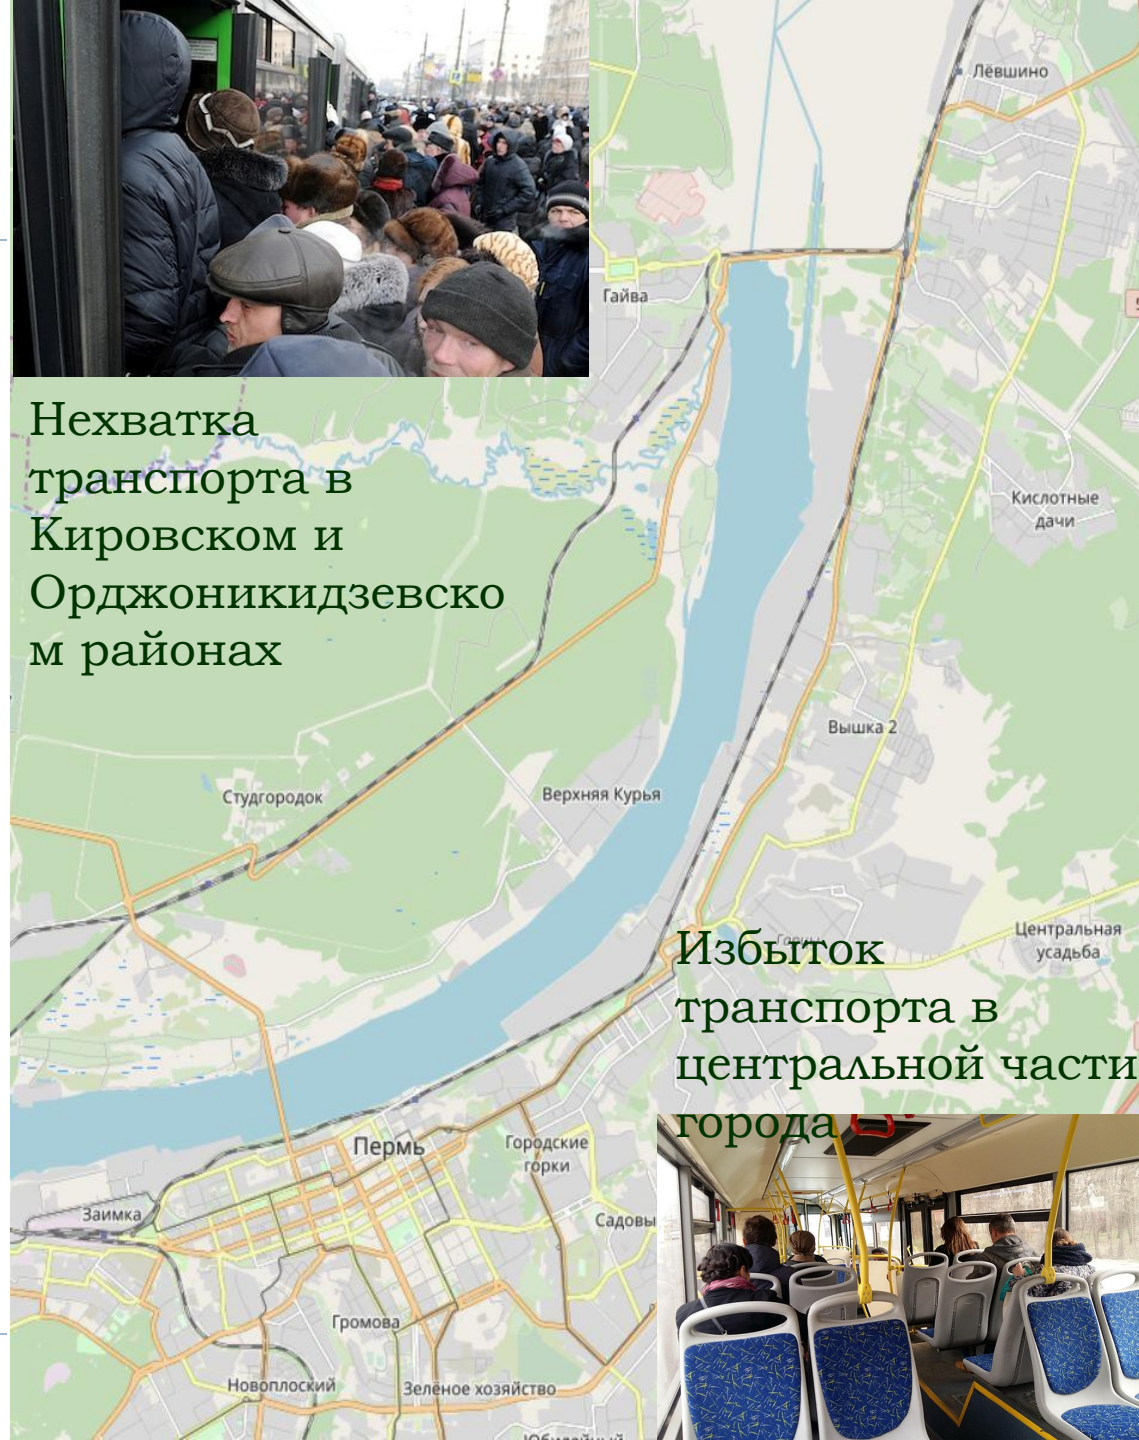 Лёвшино
Гайва
Нехватка
транспорта в
Кировском и
Орджоникидзевско
м районах
Кислотные
дачи
Вышка 2
Студгородок
Верхняя Курья
Центральная
усадьба
Избыток
транспорта в
центральной части
города
Пермь
Городские
горки
Заимка
Садовы
Громова
Новоплоский
Зелёное хозяйство